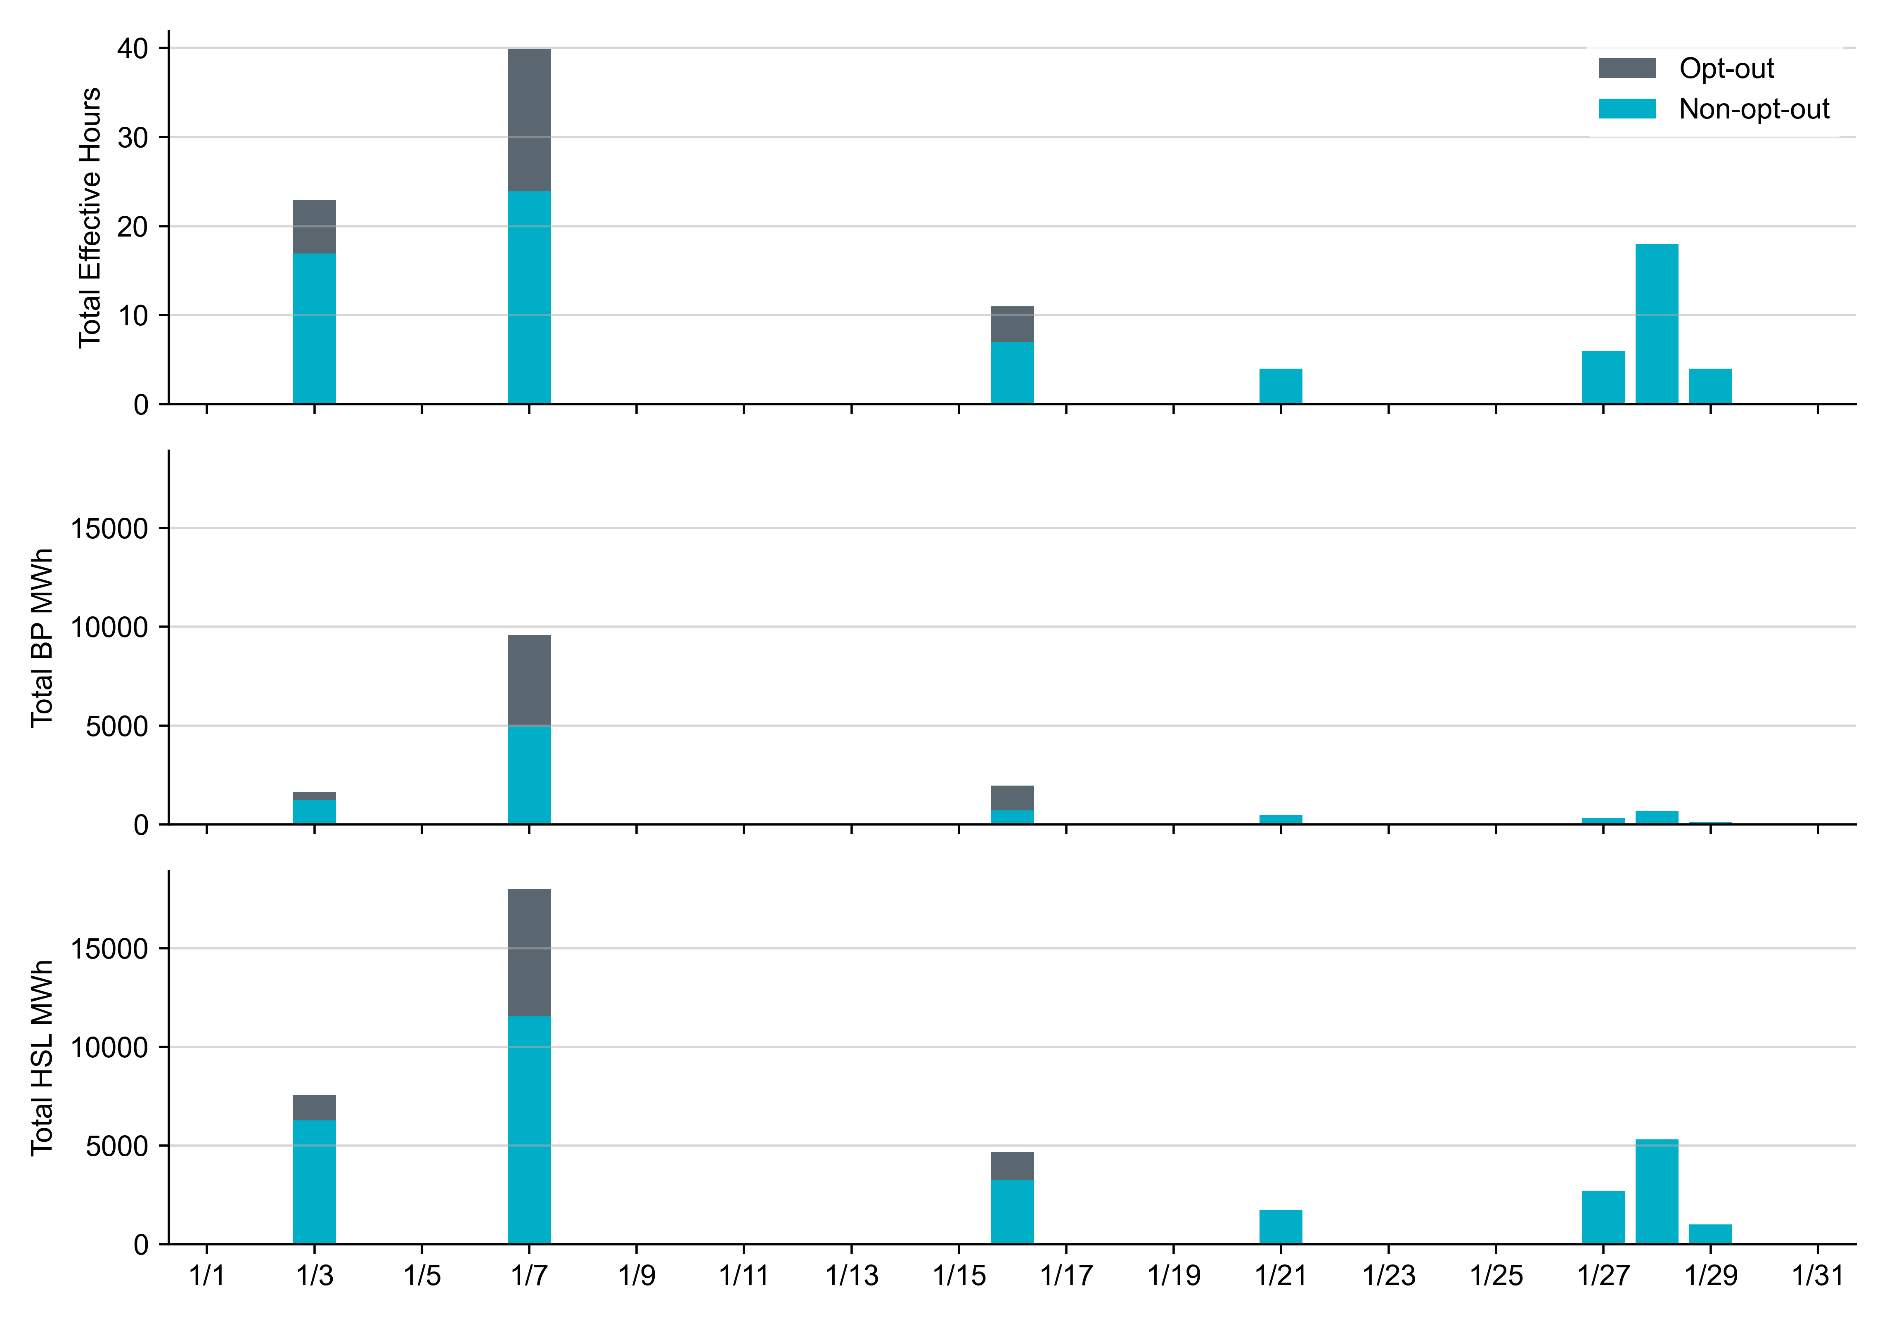 Total Effective Hours
40
30
20
10
0
Opt-out
Non-opt-out
Total BP MWh
15000
10000
5000
0
Total HSL MWh
15000
10000
5000
0
1/1 1/3 1/5 1/7 1/9 1/11 1/13 1/15 1/17 1/19 1/21 1/23 1/25 1/27 1/29 1/31